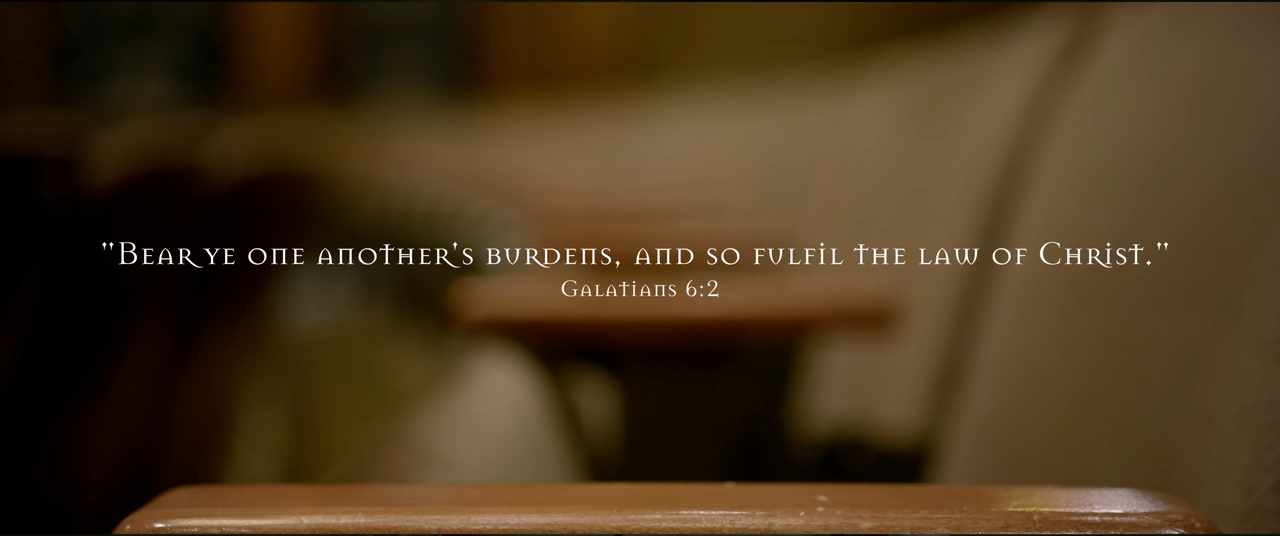 "Bear ye one another's burdens, and so fulfil the law of Christ."
Galatians 6:2